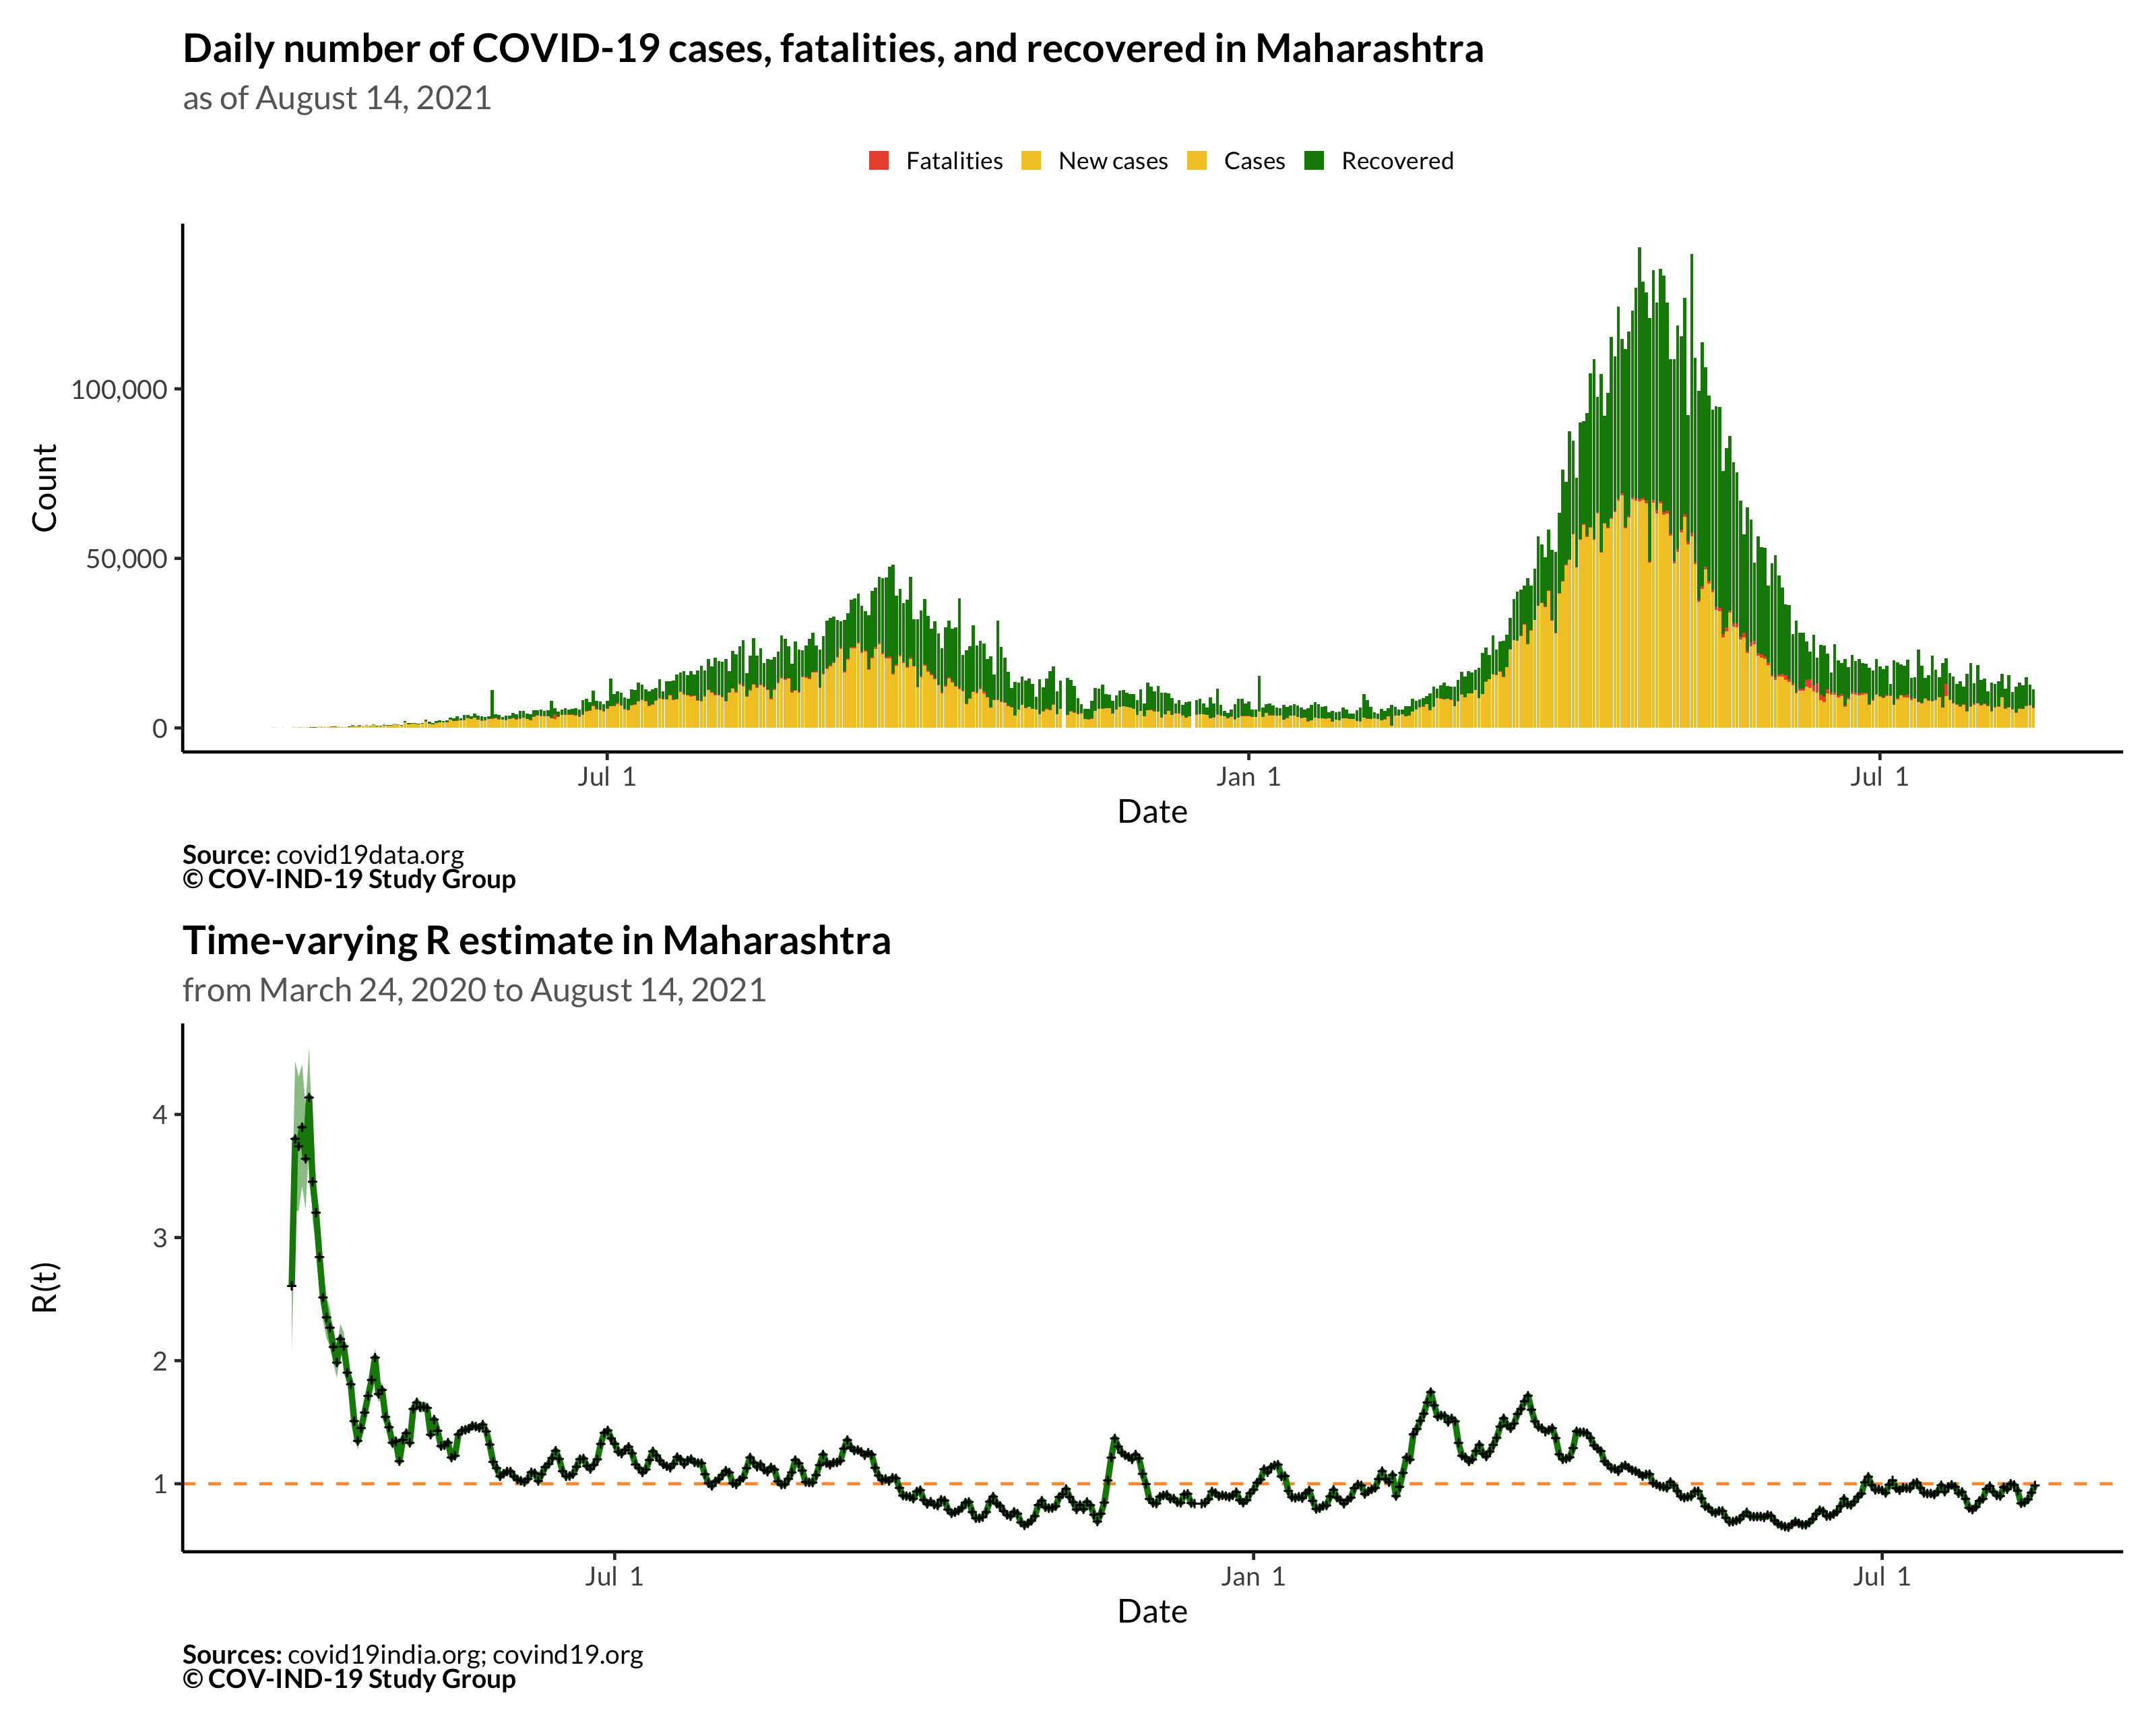 Daily number of COVID-19 cases, fatalities, and recovered in Maharashtra
as of August 14, 2021
Fatalities New cases Cases Recovered
Count
100,000
50,000
0
Jul 1 Jan 1 Jul 1
Date
Source: covid19data.org
© COV-IND-19 Study Group
Time-varying R estimate in Maharashtra
from March 24, 2020 to August 14, 2021
R(t)
4
3
2
1
Jul 1 Jan 1 Jul 1
Date
Sources: covid19india.org; covind19.org
© COV-IND-19 Study Group